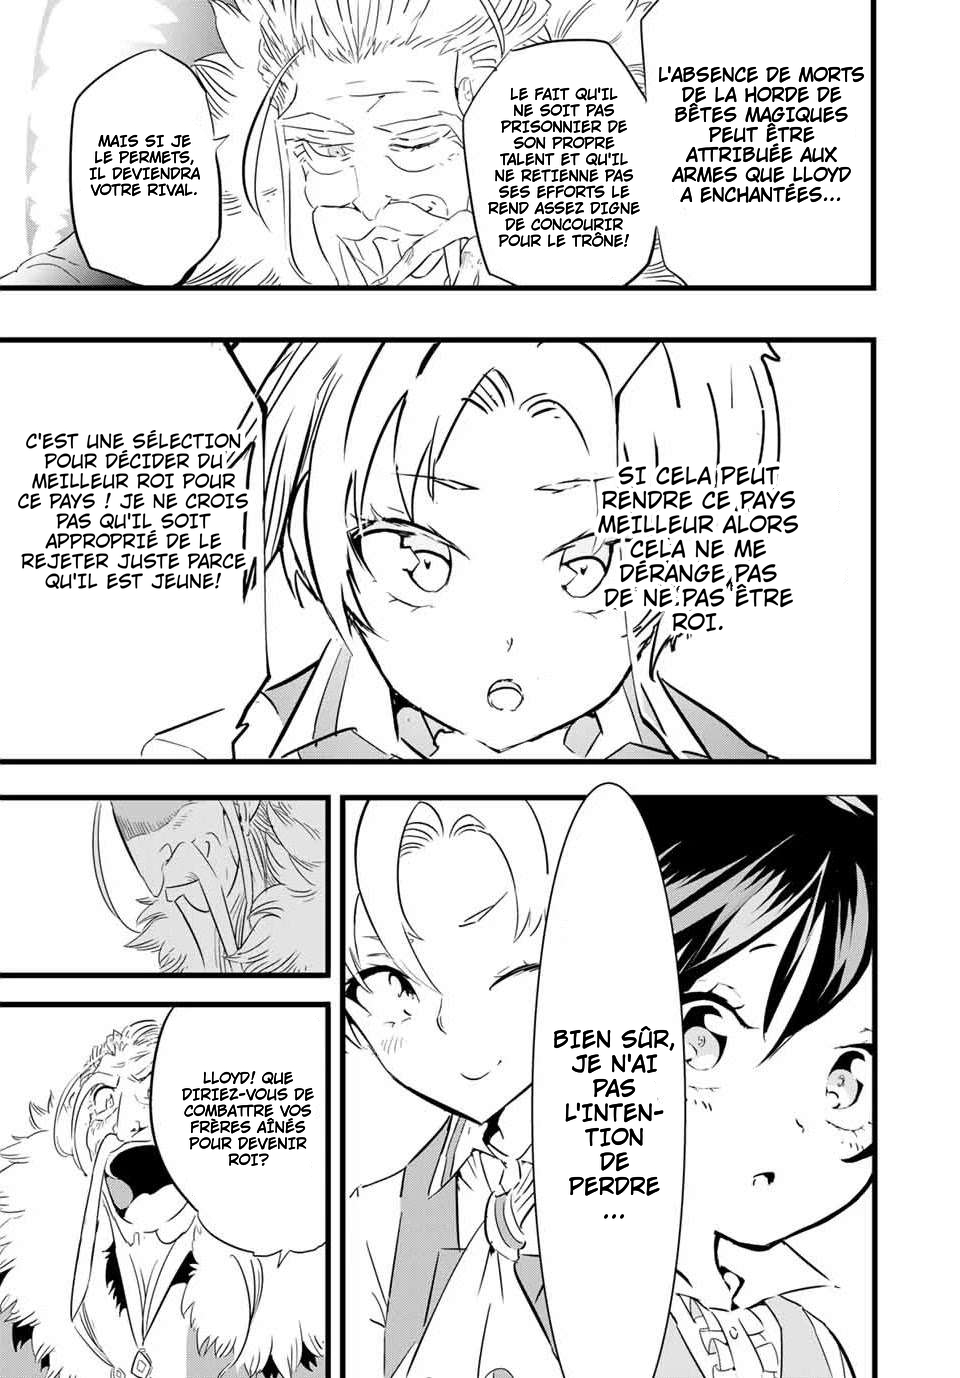 L'ABSENCE DE MORTS
DE LA HORDE DE
BÊTES MAGIQUES
PEUT ÊTRE
ATTRIBUÉE AUX
ARMES QUE LLOYD
A ENCHANTÉES...
LE FAIT QU'IL
NE SOIT PAS
PRISONNIER DE
SON PROPRE
TALENT ET QU'IL
NE RETIENNE PAS
SES EFFORTS LE
REND ASSEZ DIGNE
DE CONCOURIR
POUR LE TRÔNE!
MAIS SI JE
LE PERMETS,
IL DEVIENDRA
VOTRE RIVAL.
SI CELA PEUT
RENDRE CE PAYS
MEILLEUR ALORS
CELA NE ME
DÉRANGE PAS
DE NE PAS ÊTRE
ROI.
C'EST UNE SÉLECTION
POUR DÉCIDER DU
MEILLEUR ROI POUR
CE PAYS ! JE NE CROIS
PAS QU'IL SOIT
APPROPRIÉ DE LE
REJETER JUSTE PARCE
QU'IL EST JEUNE!
BIEN SÛR,
JE N'AI
PAS
L'INTEN-
TION
DE
PERDRE
...
LLOYD! QUE
DIRIEZ-VOUS DE
COMBATTRE VOS
FRÈRES AÎNÉS
POUR DEVENIR
ROI?